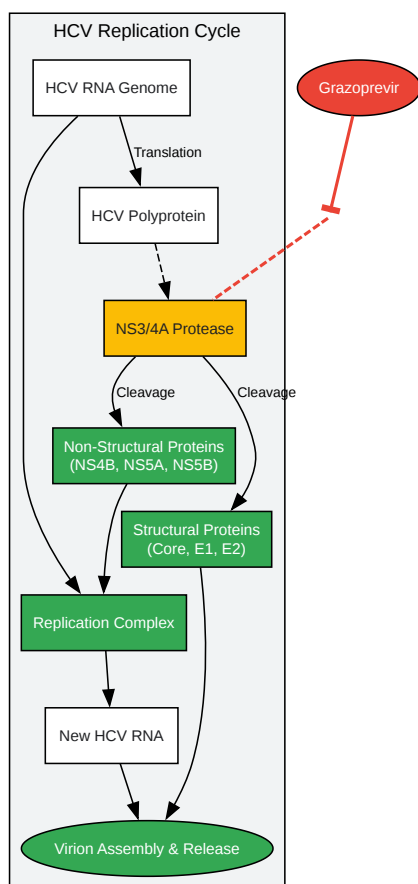 HCV Replication Cycle
HCV RNA Genome
Grazoprevir
Translation
HCV Polyprotein
NS3/4A Protease
Cleavage
Cleavage
Non-Structural Proteins
(NS4B, NS5A, NS5B)
Structural Proteins
(Core, E1, E2)
Replication Complex
New HCV RNA
Virion Assembly & Release